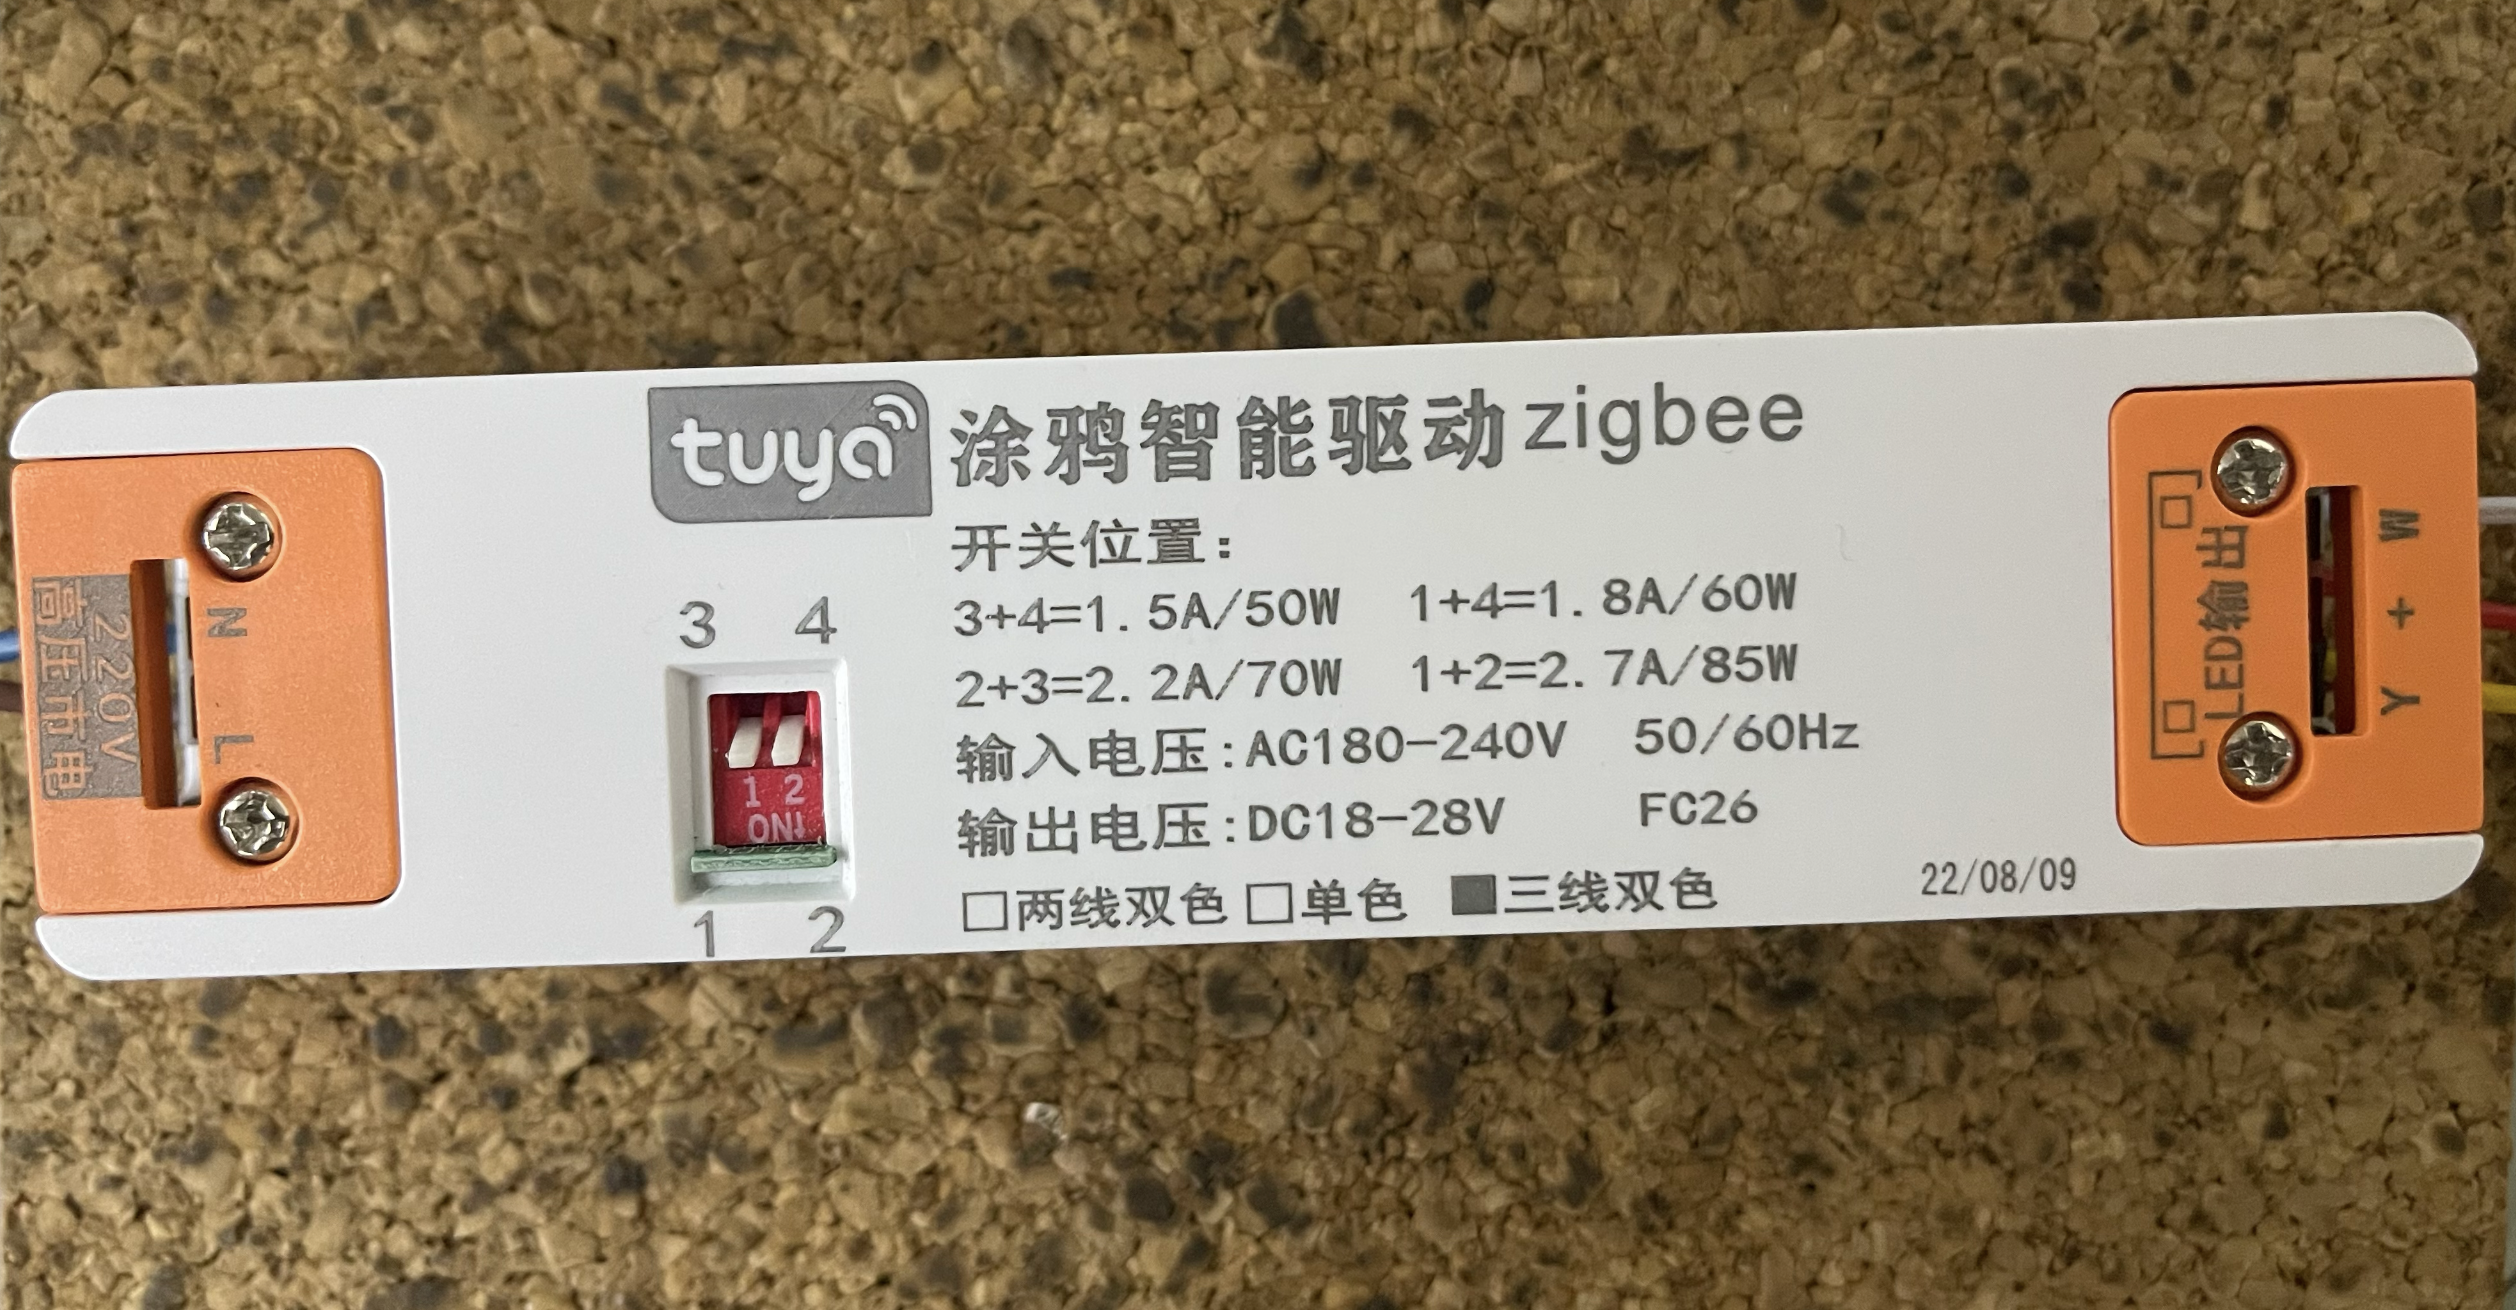 tuya 涂鸦智能驱动zigbee
开关位置:
3+4=1.5A/50W 1+4=1.8A/60W
2+3=2.2A/70W 1+2=2.7A/85W
输入电压:AC180-240V 50/60Hz
输出电压:DC18-28V FC26
□两线双色 □单色 ■三线双色
22/08/09
3 4
1 2
ON↓
1 2
220V
高压市电
N L
LED输出
W + Y